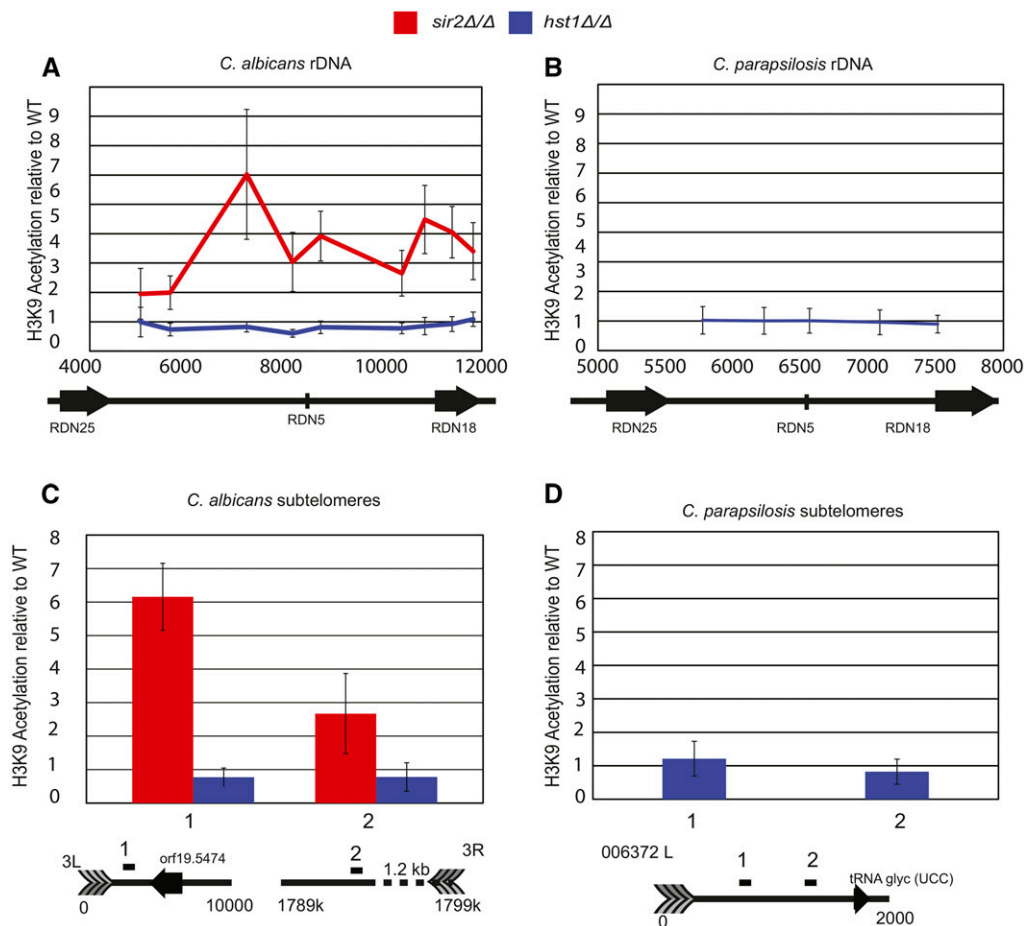 sir2Δ/Δ hst1Δ/Δ
A
C. albicans rDNA
H3K9 Acetylation relative to WT
9
8
7
6
5
4
3
2
1
0
4000 6000 8000 10000 12000
RDN25 RDN5 RDN18
B
C. parapsilosis rDNA
H3K9 Acetylation relative to WT
9
8
7
6
5
4
3
2
1
0
5000 5500 6000 6500 7000 7500 8000
RDN25 RDN5 RDN18
C
C. albicans subtelomeres
H3K9 Acetylation relative to WT
8
7
6
5
4
3
2
1
0
1 2
3L 1 orf19.5474 2 1.2 kb 3R
0 10000 1789k 1799k
D
C. parapsilosis subtelomeres
H3K9 Acetylation relative to WT
8
7
6
5
4
3
2
1
0
1 2
006372 L 1 2 tRNA glyc (UCC)
0 2000